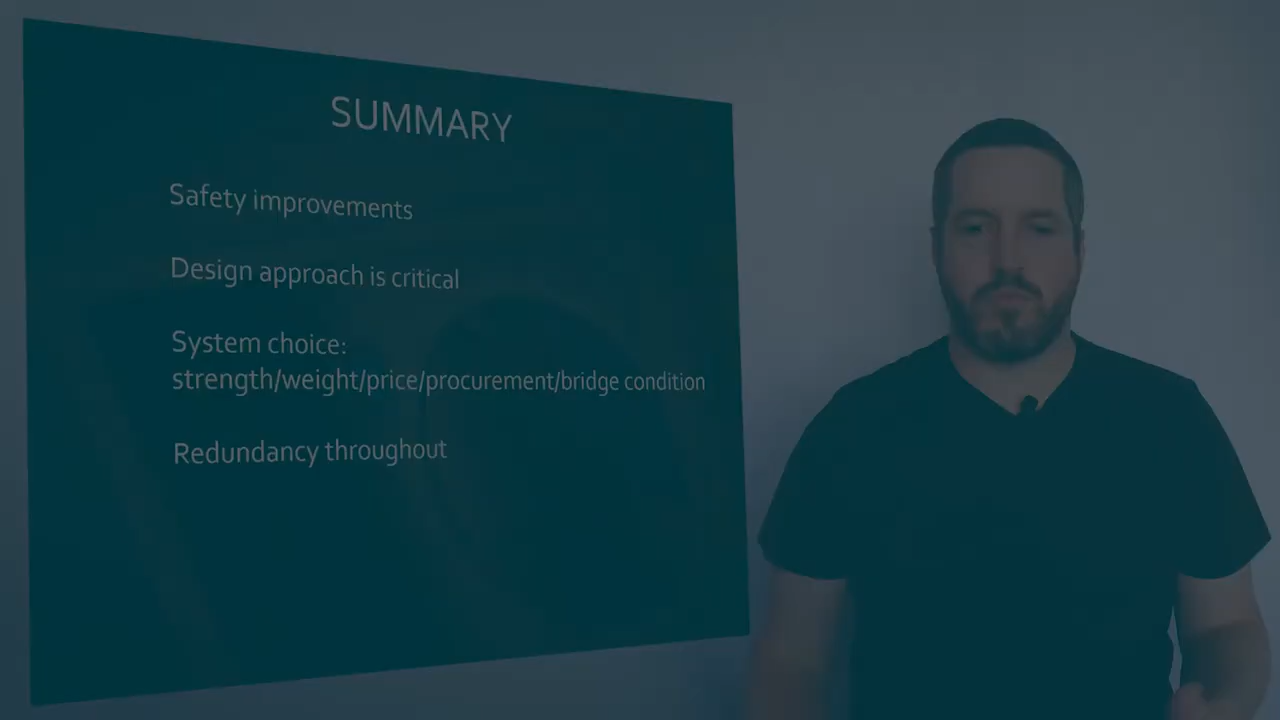 SUMMARY
Safety improvements
Design approach is critical
System choice:
strength/weight/price/procurement/bridge condition
Redundancy throughout